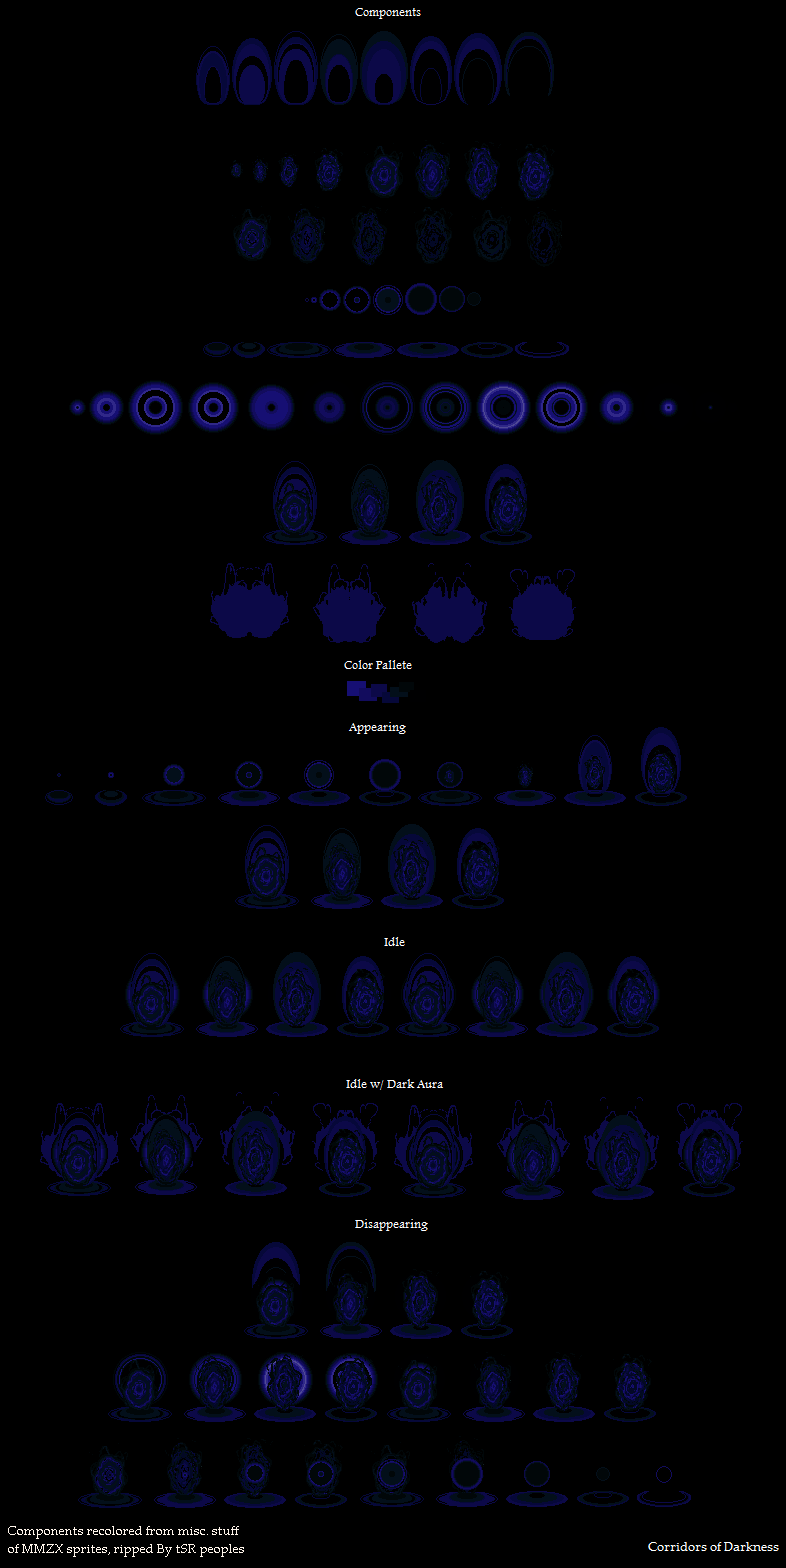 Components
Color Pallete
Appearing
Idle
Idle w/ Dark Aura
Disappearing
Components recolored from misc. stuff
of MMZX sprites, ripped By tSR peoples
Corridors of Darkness